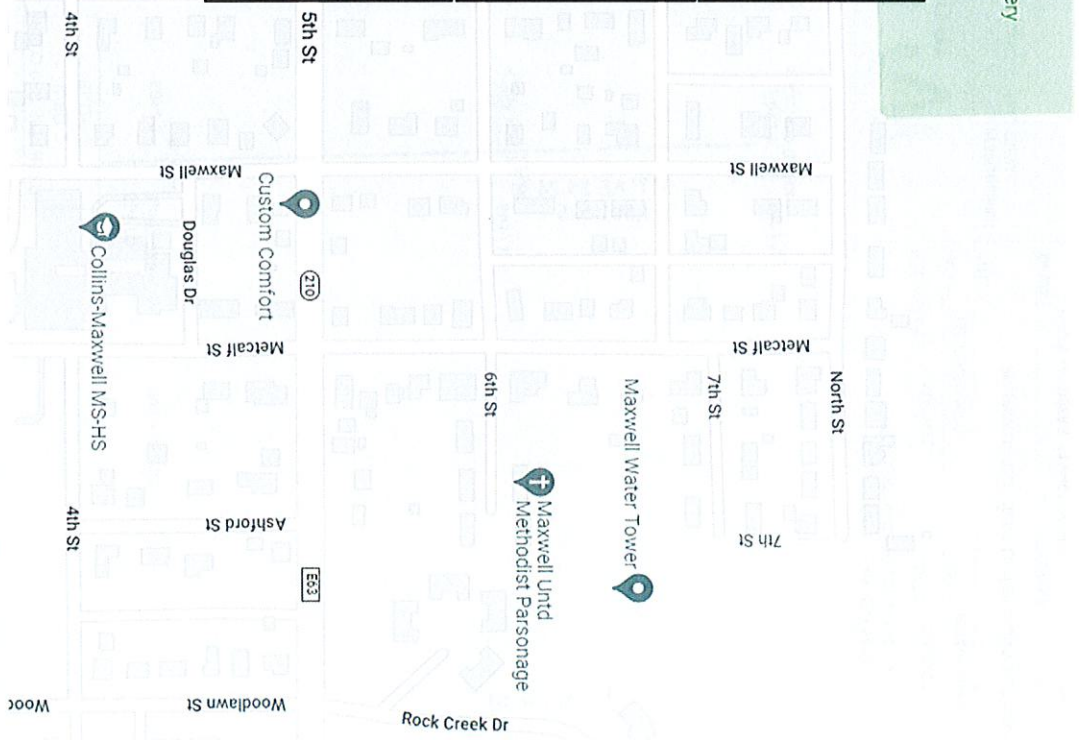 ery
North St
7th St
7th St
Maxwell St
Metcalf St
Maxwell Water Tower
Maxwell Untd
Methodist Parsonage
6th St
Rock Creek Dr
5th St
210
E63
Custom Comfort
Maxwell St
Metcalf St
Ashford St
Woodlawn St
Douglas Dr
Collins-Maxwell MS-HS
4th St
4th St
Wood